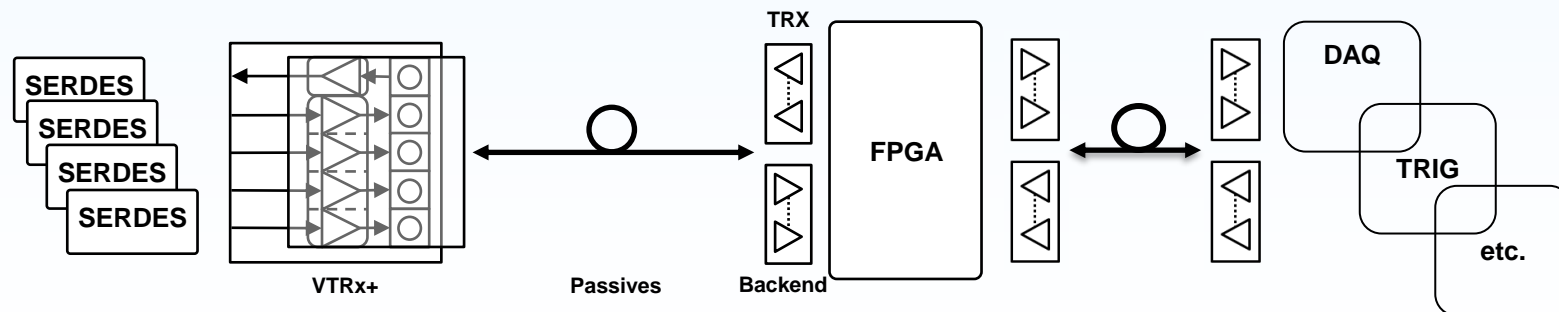 SERDES
SERDES
SERDES
SERDES
VTRx+
Passives
TRX
Backend
FPGA
DAQ
TRIG
etc.